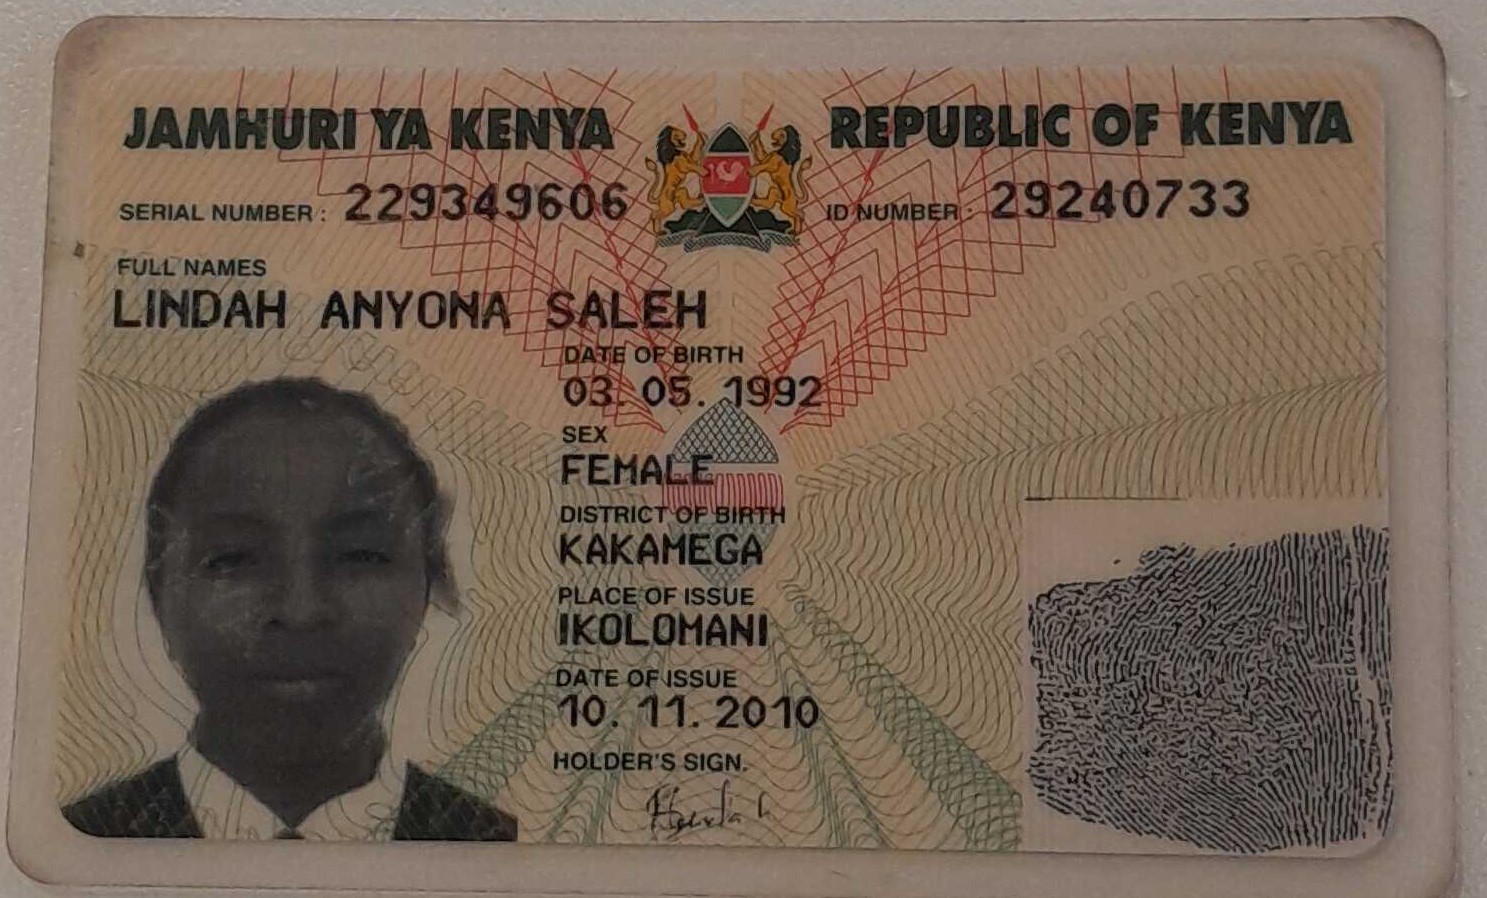 JAMHURI YA KENYA REPUBLIC OF KENYA
SERIAL NUMBER : 229349606 ID NUMBER : 29240733
FULL NAMES
LINDAH ANYONA SALEH
DATE OF BIRTH
03. 05. 1992
SEX
FEMALE
DISTRICT OF BIRTH
KAKAMEGA
PLACE OF ISSUE
IKOLOMANI
DATE OF ISSUE
10. 11. 2010
HOLDER'S SIGN.